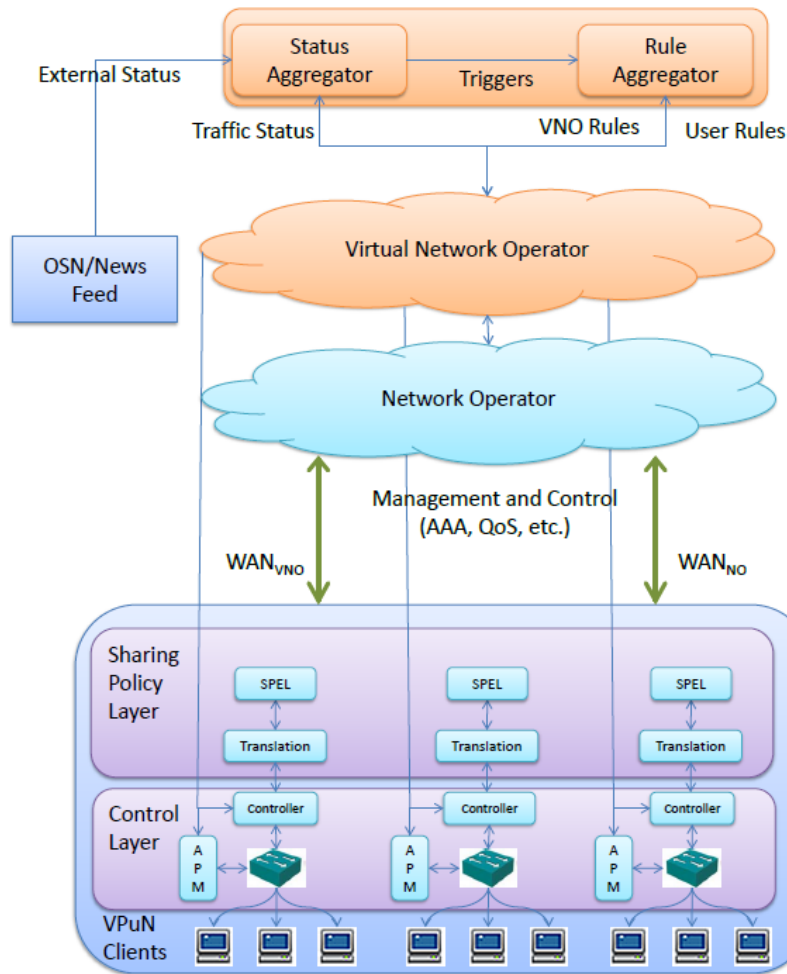 Status
Aggregator
Rule
Aggregator
External Status
Triggers
Traffic Status
VNO Rules
User Rules
Virtual Network Operator
OSN/News
Feed
Network Operator
Management and Control
(AAA, QoS, etc.)
WAN_VNO
WAN_NO
Sharing
Policy
Layer
SPEL
SPEL
SPEL
Translation
Translation
Translation
Control
Layer
Controller
Controller
Controller
A
P
M
A
P
M
A
P
M
VPuN
Clients